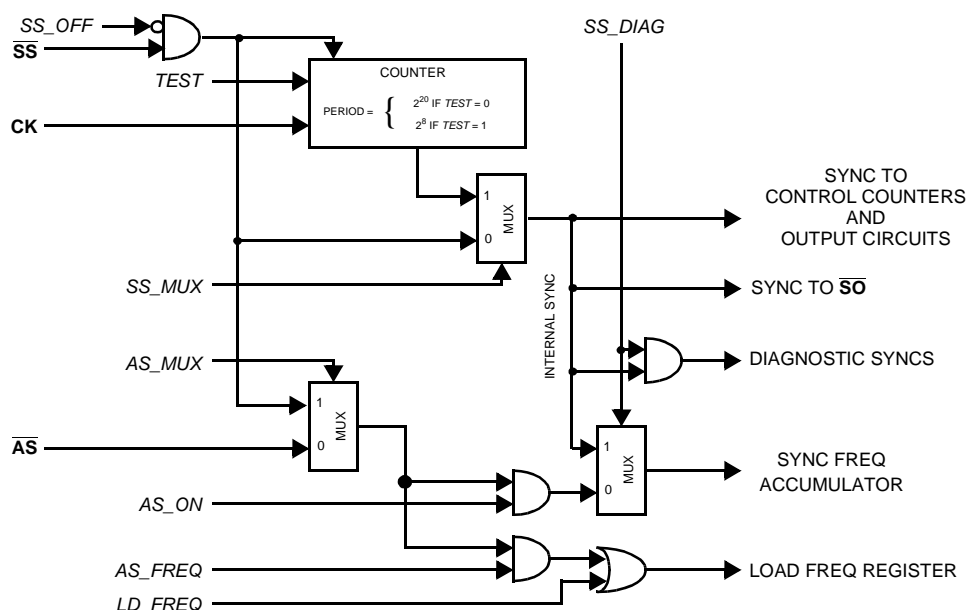 SS_OFF
SS
TEST
CK
COUNTER
PERIOD = { 2^20 IF TEST = 0
2^8 IF TEST = 1
SS_DIAG
1
0
MUX
SS_MUX
SYNC TO
CONTROL COUNTERS
AND
OUTPUT CIRCUITS
INTERNAL SYNC
SYNC TO SO
AS_MUX
DIAGNOSTIC SYNCS
1
0
MUX
AS
1
0
MUX
SYNC FREQ
ACCUMULATOR
AS_ON
AS_FREQ
LOAD FREQ REGISTER
LD_FREQ